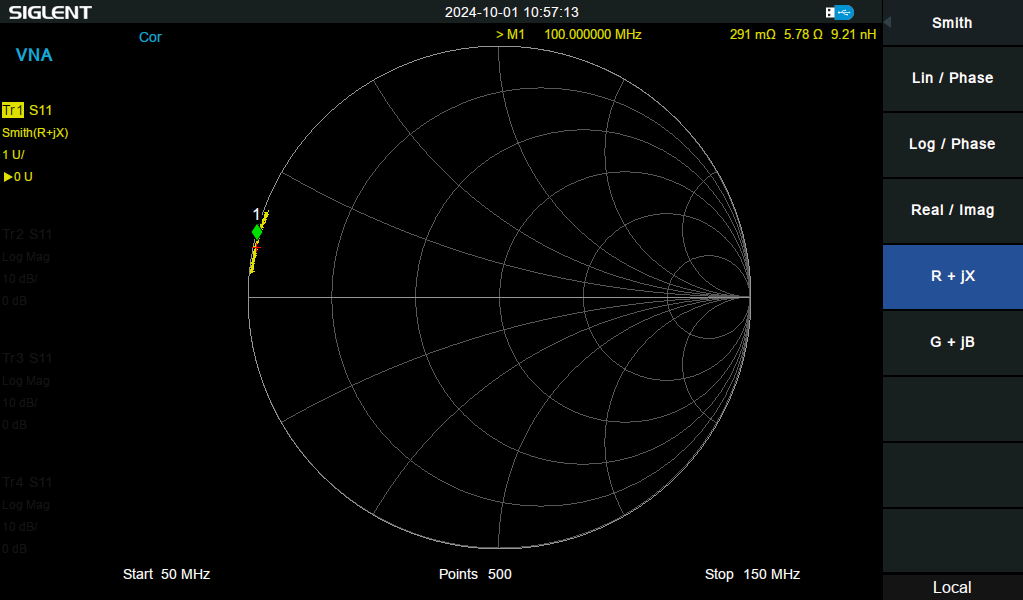 SIGLENT
2024-10-01 10:57:13
Smith
VNA
Cor
> M1 100.000000 MHz 291 mΩ 5.78 Ω 9.21 nH
Tr1 S11
Smith(R+jX)
1 U/
▶0 U
1
Tr2 S11
Log Mag
10 dB/
0 dB
Tr3 S11
Log Mag
10 dB/
0 dB
Tr4 S11
Log Mag
10 dB/
0 dB
Start 50 MHz
Points 500
Stop 150 MHz
Lin / Phase
Log / Phase
Real / Imag
R + jX
G + jB
Local